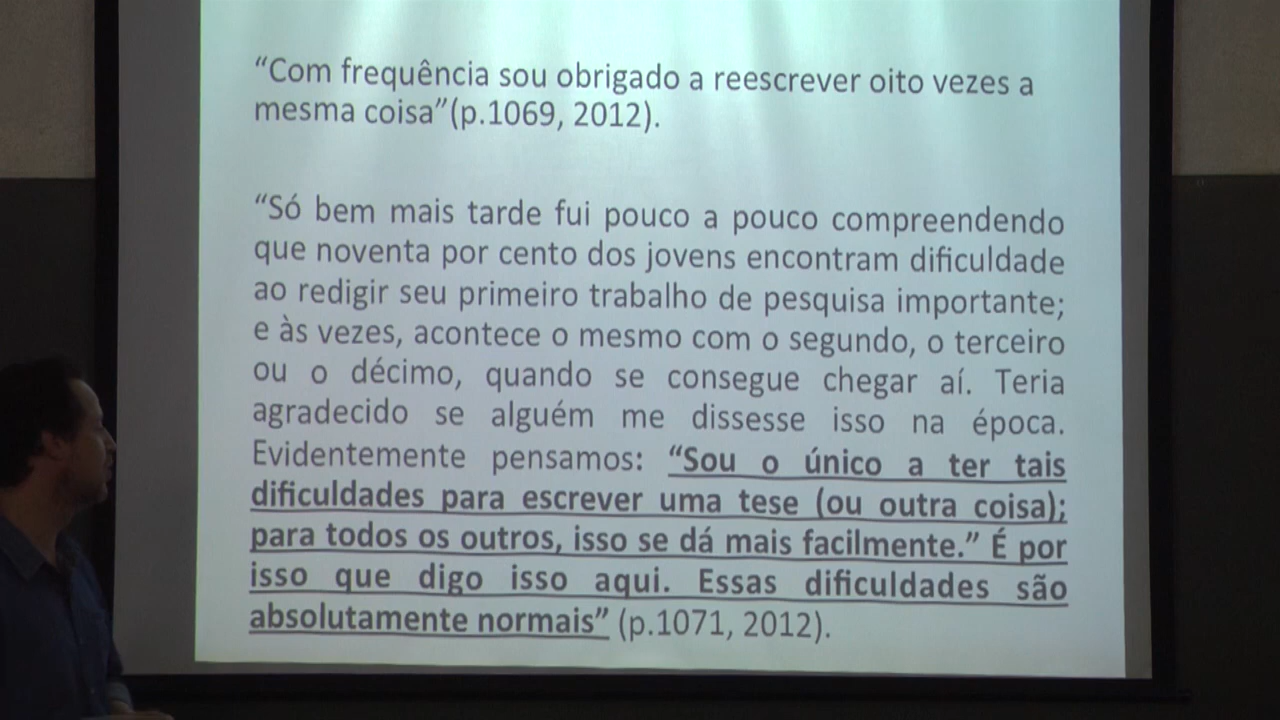 “Com frequência sou obrigado a reescrever oito vezes a
mesma coisa”(p.1069, 2012).
“Só bem mais tarde fui pouco a pouco compreendendo
que noventa por cento dos jovens encontram dificuldade
ao redigir seu primeiro trabalho de pesquisa importante;
e às vezes, acontece o mesmo com o segundo, o terceiro
ou o décimo, quando se consegue chegar aí. Teria
agradecido se alguém me dissesse isso na época.
Evidentemente pensamos: “Sou o único a ter tais
dificuldades para escrever uma tese (ou outra coisa);
para todos os outros, isso se dá mais facilmente.” É por
isso que digo isso aqui. Essas dificuldades são
absolutamente normais” (p.1071, 2012).